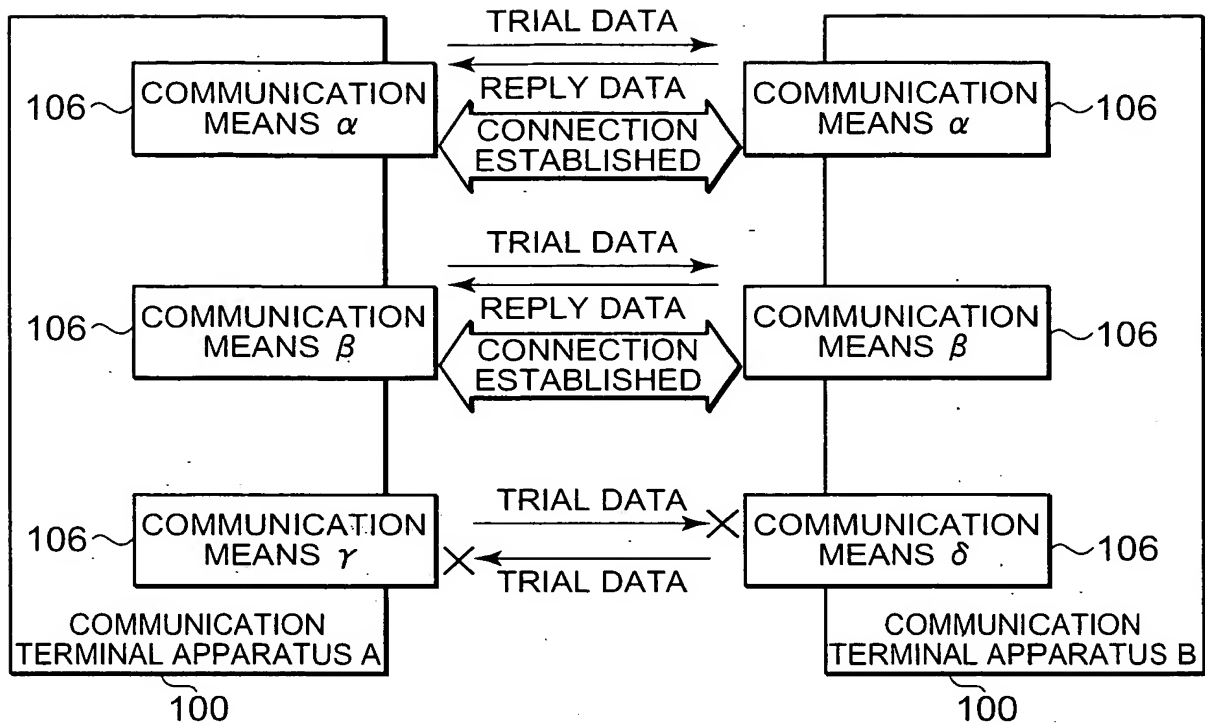 TRIAL DATA
106
COMMUNICATION
MEANS α
REPLY DATA
CONNECTION
ESTABLISHED
COMMUNICATION
MEANS α
106
TRIAL DATA
106
COMMUNICATION
MEANS β
REPLY DATA
CONNECTION
ESTABLISHED
COMMUNICATION
MEANS β
106
106
COMMUNICATION
MEANS γ
TRIAL DATA
TRIAL DATA
COMMUNICATION
MEANS δ
106
COMMUNICATION
TERMINAL APPARATUS A
100
COMMUNICATION
TERMINAL APPARATUS B
100